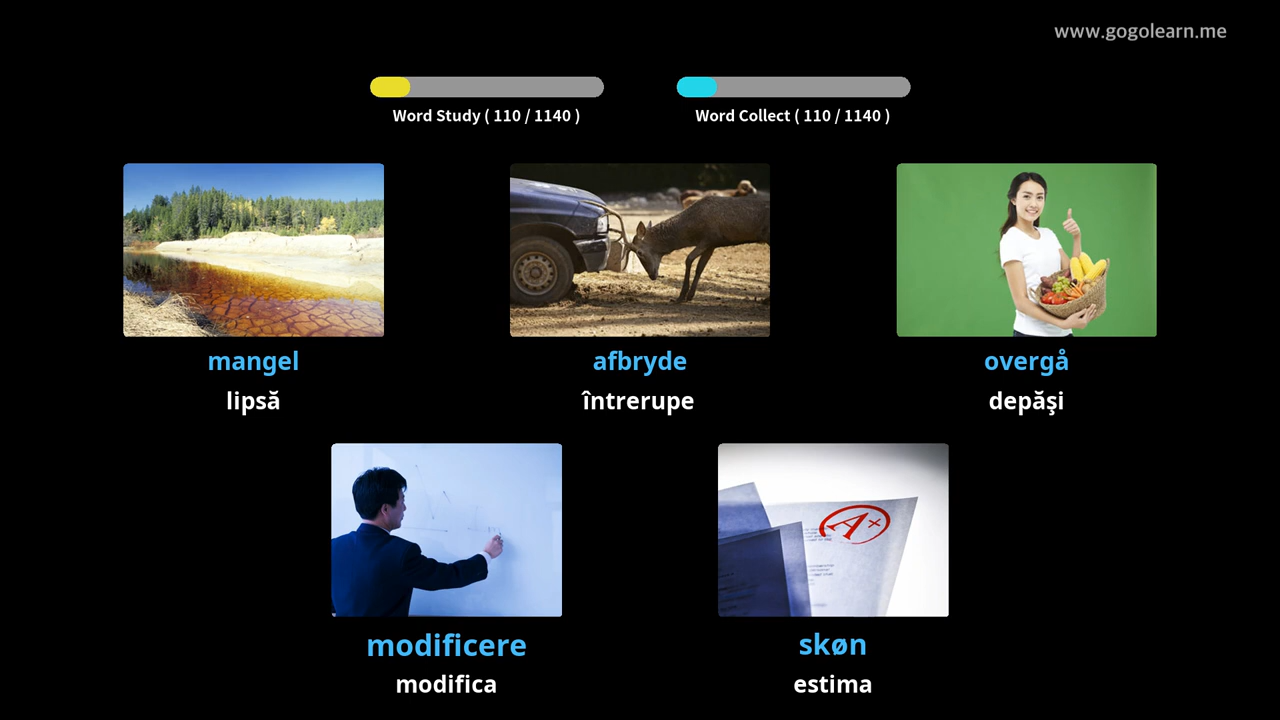 www.gogolearn.me
Word Study ( 110 / 1140 )
Word Collect ( 110 / 1140 )
mangel
afbryde
overgå
lipsă
întrerupe
depăşi
A+
modificere
skøn
modifica
estima